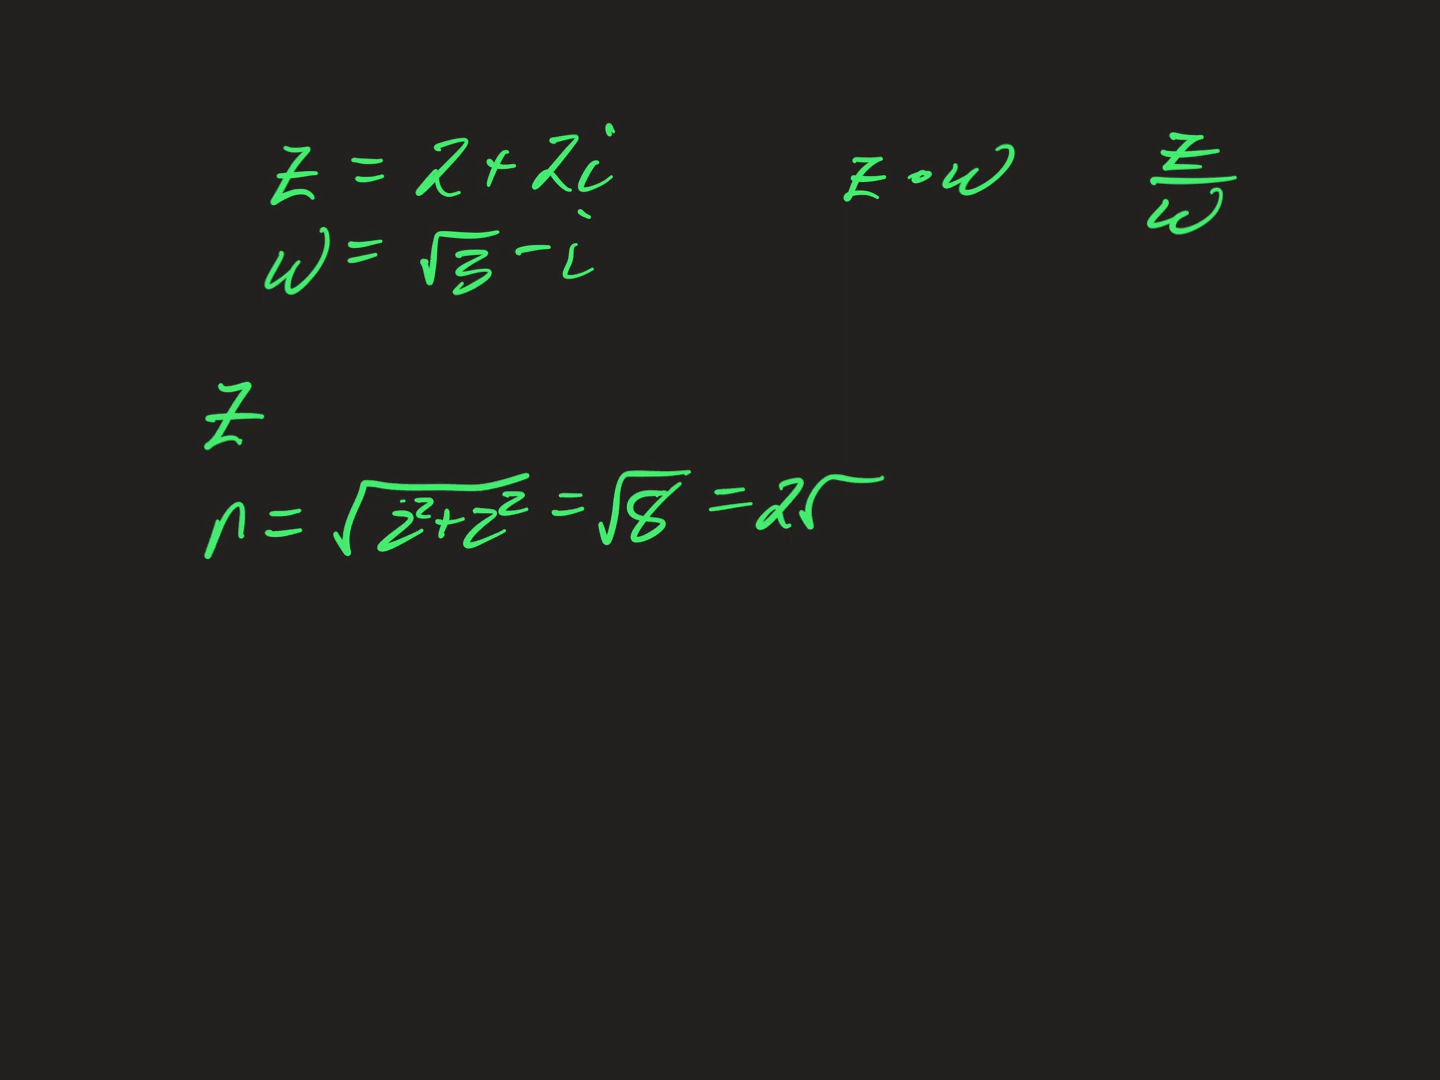 z = 2 + 2i    z · w    z/w
w = √3 - i
z
r = √(2² + 2²) = √8 = 2√